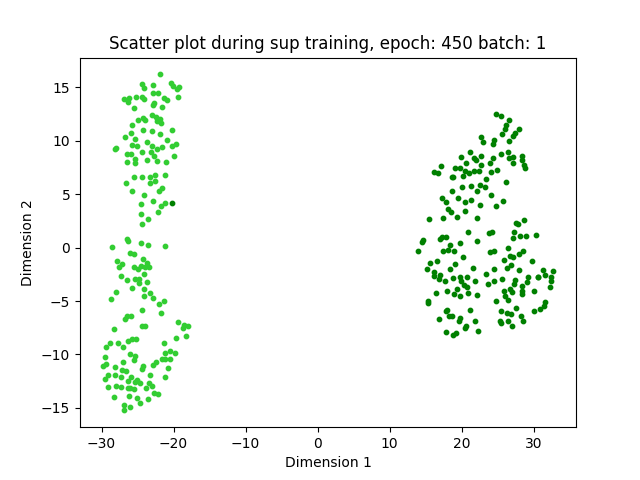 Scatter plot during sup training, epoch: 450 batch: 1
15
10
5
0
−5
−10
−15
Dimension 2
−30 −20 −10 0 10 20 30
Dimension 1